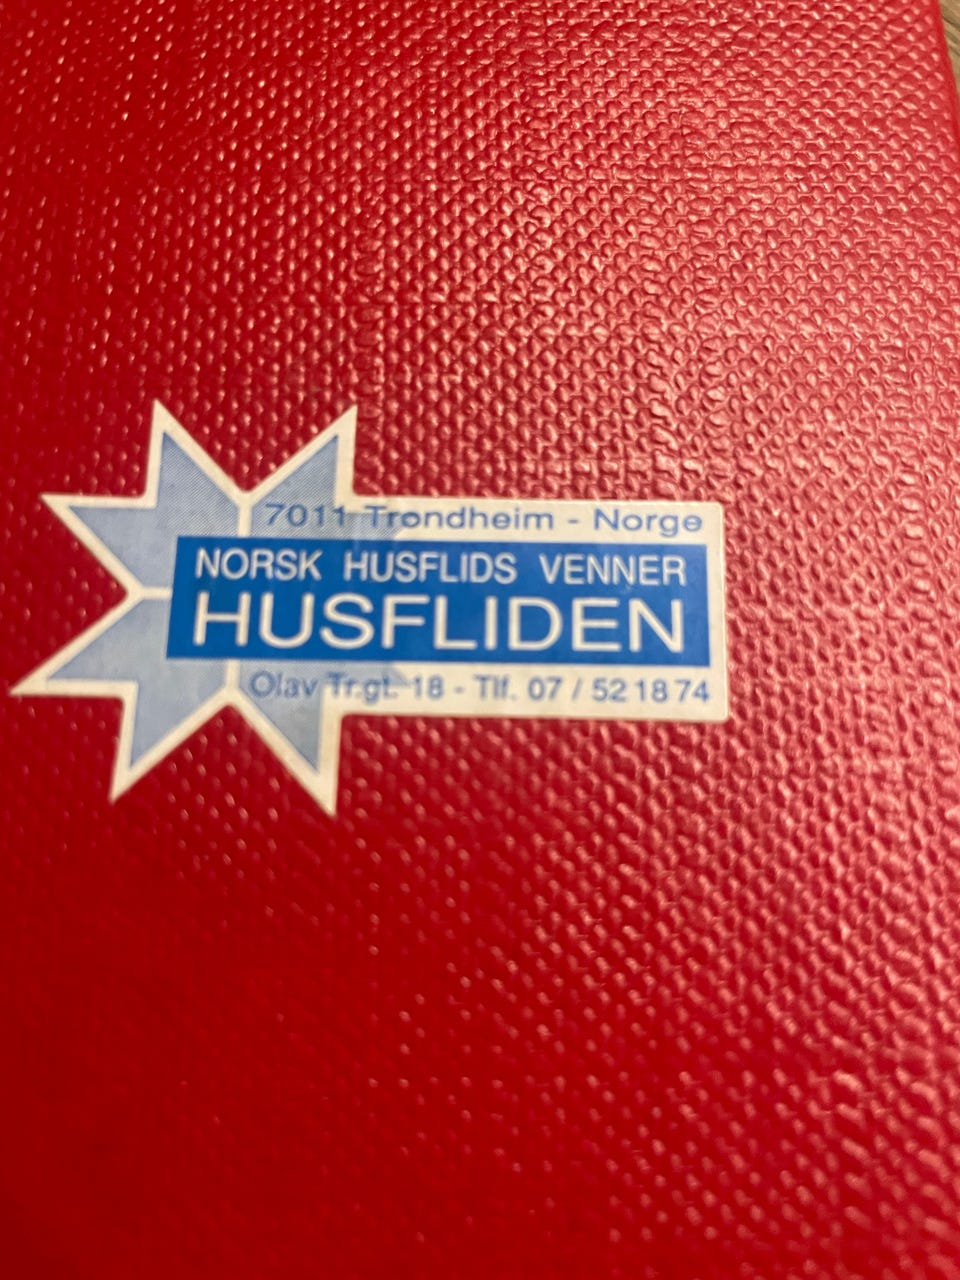 7011 Trondheim - Norge
NORSK HUSFLIDS VENNER
HUSFLIDEN
Olav Tr.gt. 18 - Tlf. 07 / 52 18 74